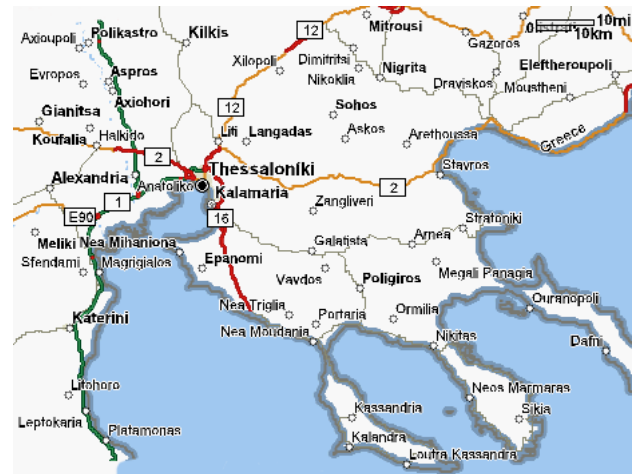 12
Mitrousi
10mi
10km
Axioupoli
Polikastro
Kilkis
Gazoros
Xilopoli
Dimitritsi
Nikoklia
Nigrita
Draviskos
Eleftheroupoli
Moustheni
Evropos
Aspros
Axiohori
12
Sohos
Gianitsa
Koufalia
Halkido
Liti
Langadas
Askos
Arethoussa
Greece
2
Thessaloniki
Stavros
Alexandria
Anatoliko
Kalamaria
2
1
E90
16
Zangliveri
Stratoniki
Meliki
Nea Mihaniona
Galatista
Arnea
Sfendami
Magrigialos
Epanomi
Vavdos
Poligiros
Megali Panagia
Ouranopoli
Nea Triglia
Portaria
Ormilia
Katerini
Nea Moudania
Nikitas
Dafni
Litohoro
Neos Marmaras
Leptokaria
Kassandria
Sikia
Platamonas
Kalandra
Loutra Kassandra